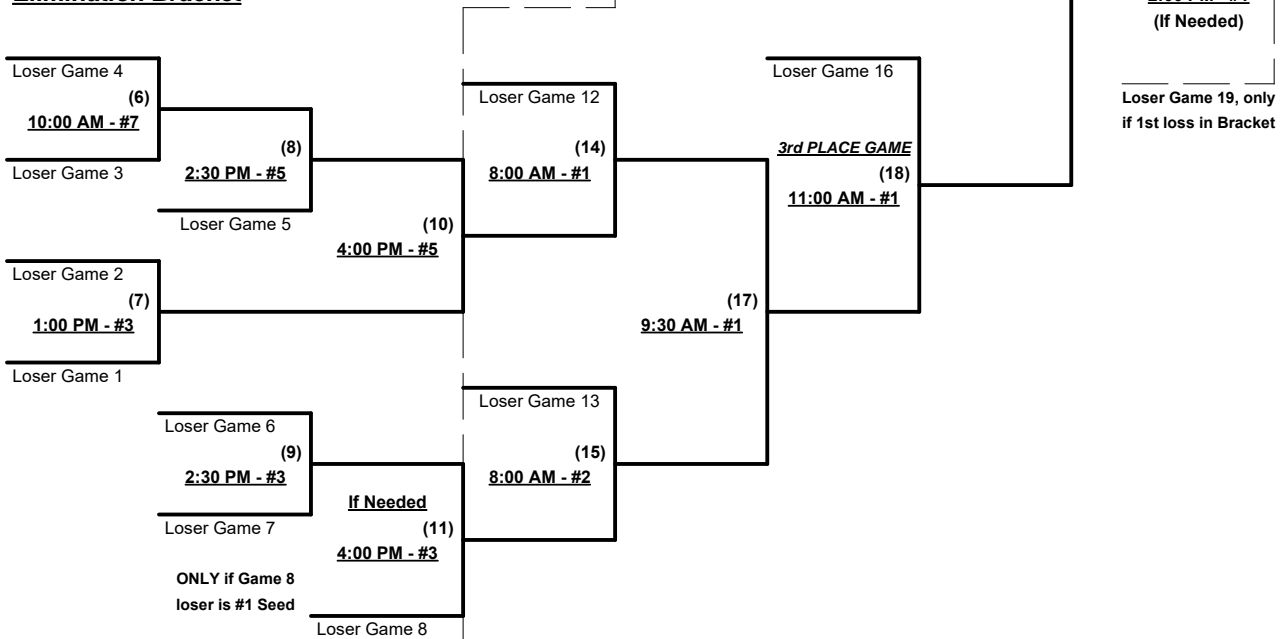 Elimination Bracket
(If Needed)
Loser Game 4
(6)
10:00 AM - #7
Loser Game 3
(8)
2:30 PM - #5
Loser Game 5
(10)
4:00 PM - #5
Loser Game 2
(7)
1:00 PM - #3
Loser Game 1
Loser Game 6
(9)
2:30 PM - #3
Loser Game 7
If Needed
(11)
4:00 PM - #3
ONLY if Game 8
loser is #1 Seed
Loser Game 8
Loser Game 12
(14)
8:00 AM - #1
Loser Game 13
(15)
8:00 AM - #2
(17)
9:30 AM - #1
Loser Game 16
3rd PLACE GAME
(18)
11:00 AM - #1
Loser Game 19, only
if 1st loss in Bracket